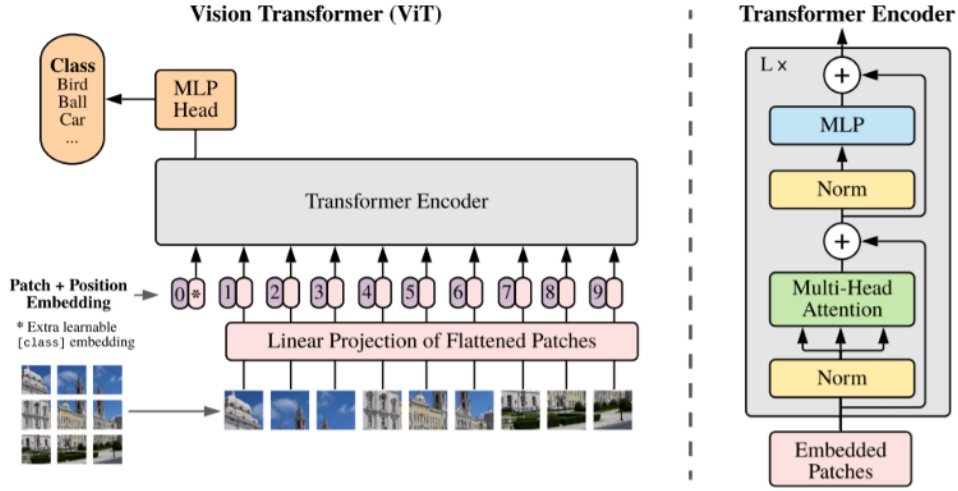 Vision Transformer (ViT)
Class
Bird
Ball
Car
...
MLP
Head
Transformer Encoder
Patch + Position
Embedding
0 * 1 2 3 4 5 6 7 8 9
* Extra learnable
[class] embedding
Linear Projection of Flattened Patches
Transformer Encoder
L ×
+
MLP
Norm
+
Multi-Head
Attention
Norm
Embedded
Patches